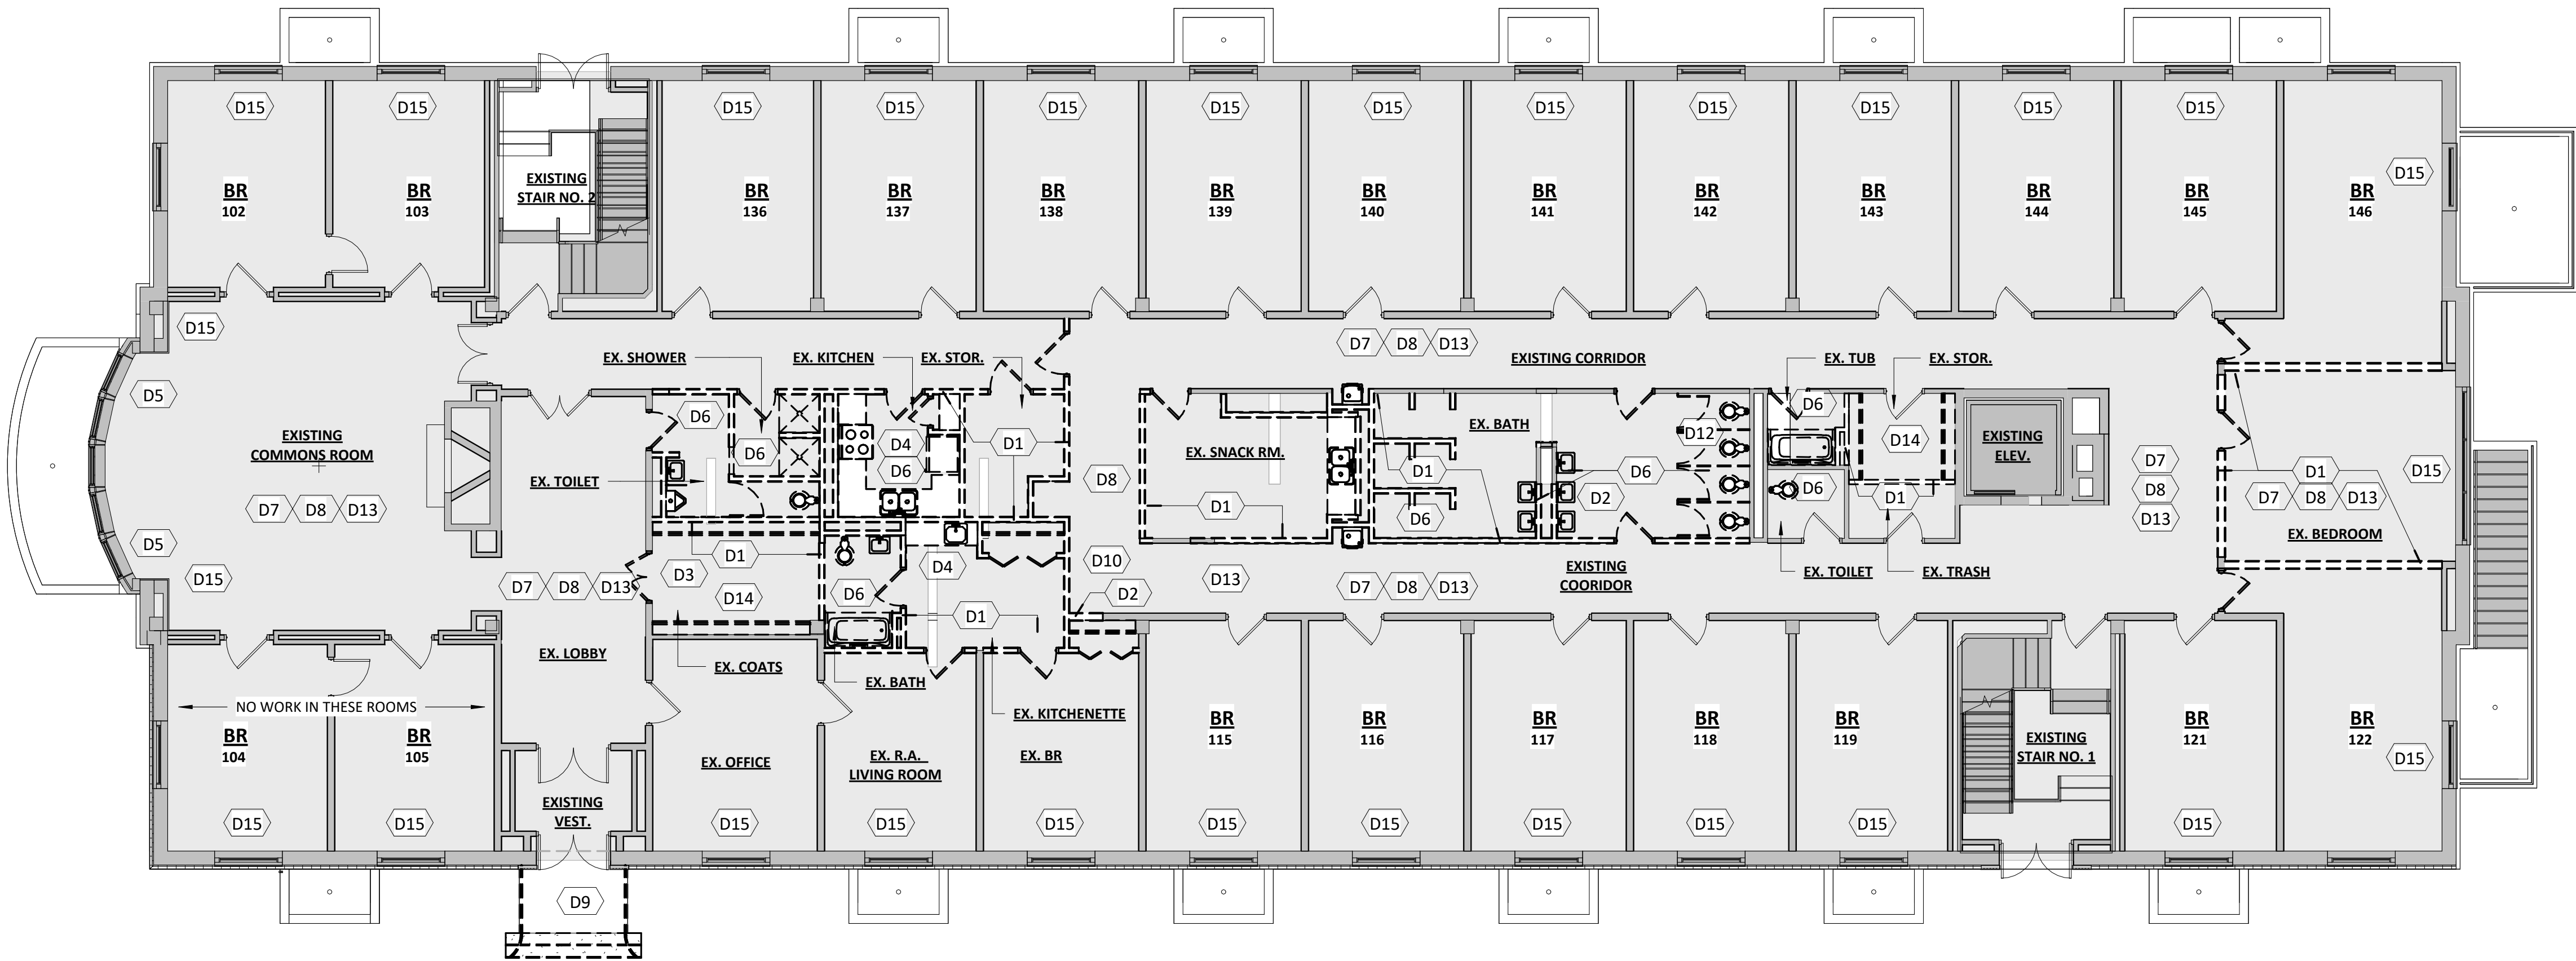 D15
D15
D15
D15
D15
D15
D15
D15
D15
D15
D15
D15
D15
BR
102
BR
103
EXISTING
STAIR NO. 2
BR
136
BR
137
BR
138
BR
139
BR
140
BR
141
BR
142
BR
143
BR
144
BR
145
BR
146
D15
D15
EX. SHOWER
EX. KITCHEN
EX. STOR.
D7 D8 D13
EXISTING CORRIDOR
EX. TUB
EX. STOR.
D5
EXISTING
COMMONS ROOM
D7 D8 D13
D5
D15
EX. TOILET
D6
D6
D4
D6
D1
D8
EX. SNACK RM.
D1
EX. BATH
D1
D6
D12
D6
D2
D6
D6
D14
D1
EXISTING
ELEV.
D7
D8
D13
D1
D7 D8 D13
D15
EX. BEDROOM
D7 D8 D13
D3
D1
D14
D6
D4
D1
D10
D2
D13
D7 D8 D13
EXISTING
COORIDOR
EX. TOILET
EX. TRASH
EX. LOBBY
EX. COATS
EX. BATH
EX. KITCHENETTE
NO WORK IN THESE ROOMS
BR
104
BR
105
EXISTING
VEST.
EX. OFFICE
EX. R.A.
LIVING ROOM
EX. BR
BR
115
BR
116
BR
117
BR
118
BR
119
EXISTING
STAIR NO. 1
BR
121
BR
122
D15
D15
D15
D15
D15
D15
D15
D15
D15
D15
D15
D15
D9